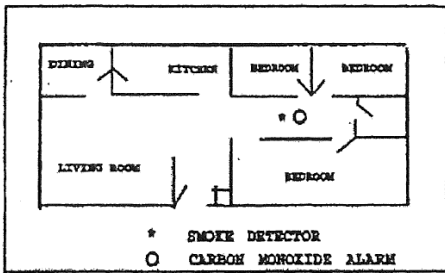 DINING
KITCHEN
BEDROOM
BEDROOM
LIVING ROOM
BEDROOM
* SMOKE DETECTOR
O CARBON MONOXIDE ALARM